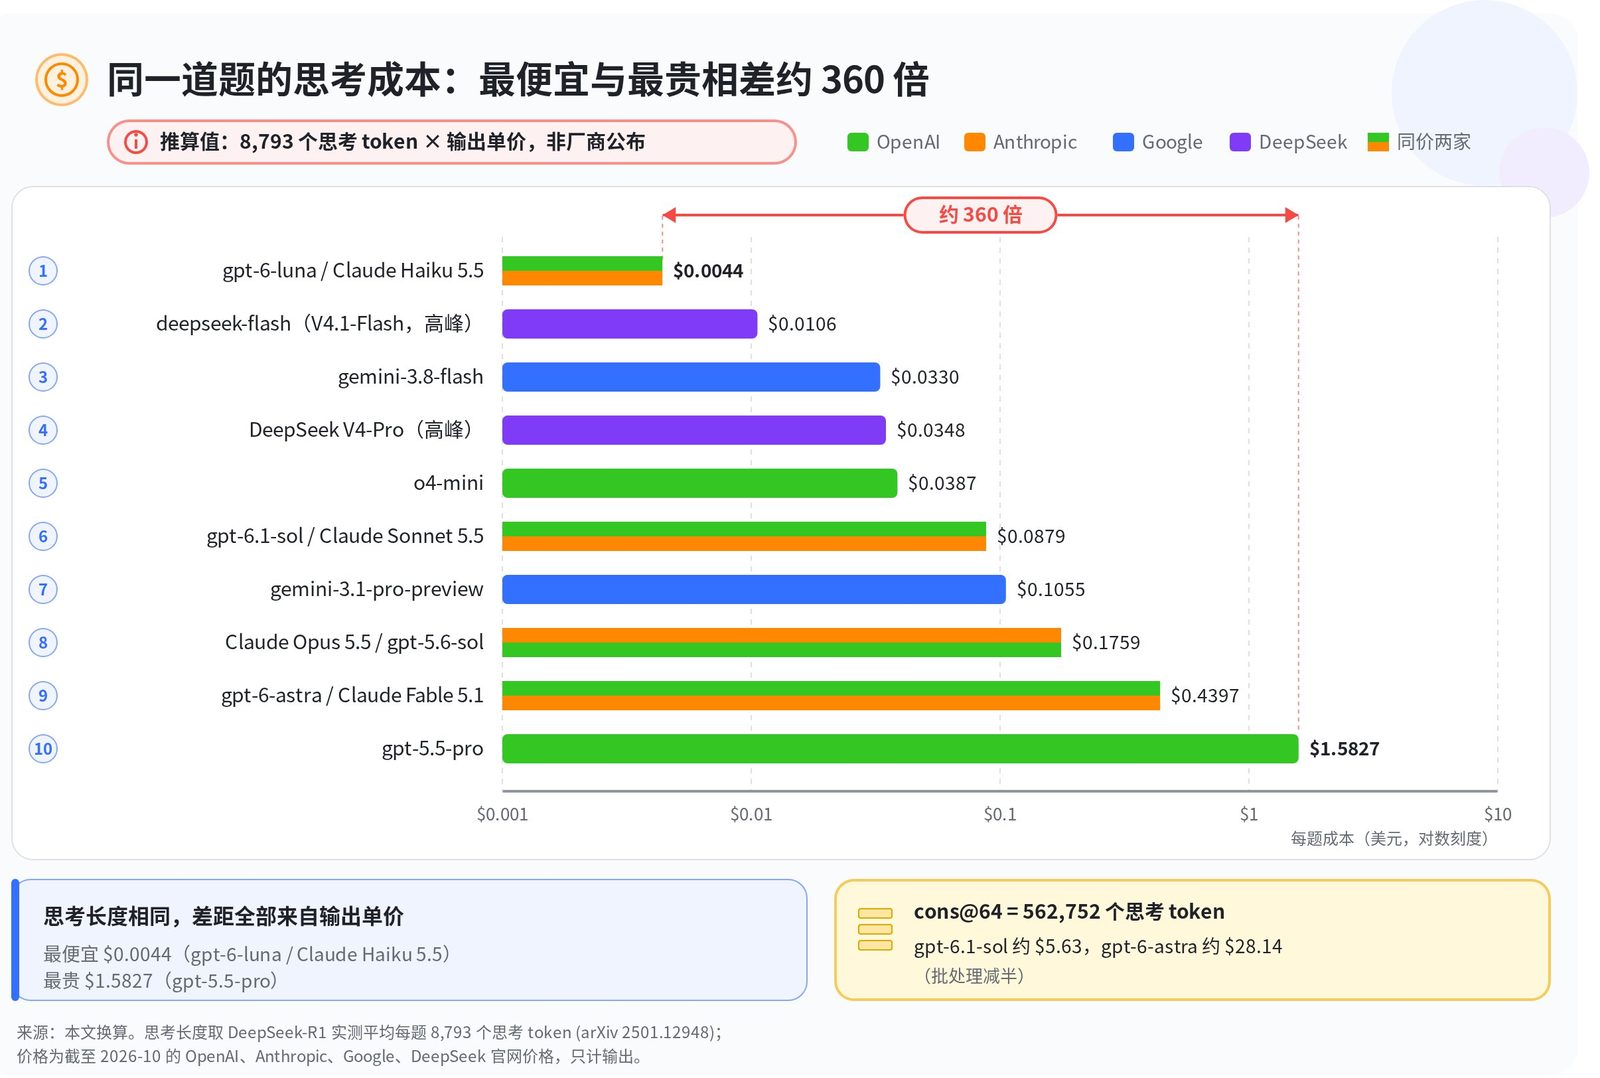 同一道题的思考成本：最便宜与最贵相差约 360 倍
推算值：8,793 个思考 token × 输出单价，非厂商公布
OpenAI
Anthropic
Google
DeepSeek
同价两家
约 360 倍
1 gpt-6-luna / Claude Haiku 5.5 $0.0044
2 deepseek-flash（V4.1-Flash，高峰） $0.0106
3 gemini-3.8-flash $0.0330
4 DeepSeek V4-Pro（高峰） $0.0348
5 o4-mini $0.0387
6 gpt-6.1-sol / Claude Sonnet 5.5 $0.0879
7 gemini-3.1-pro-preview $0.1055
8 Claude Opus 5.5 / gpt-5.6-sol $0.1759
9 gpt-6-astra / Claude Fable 5.1 $0.4397
10 gpt-5.5-pro $1.5827
$0.001 $0.01 $0.1 $1 $10
每题成本（美元，对数刻度）
思考长度相同，差距全部来自输出单价
最便宜 $0.0044（gpt-6-luna / Claude Haiku 5.5）
最贵 $1.5827（gpt-5.5-pro）
cons@64 = 562,752 个思考 token
gpt-6.1-sol 约 $5.63，gpt-6-astra 约 $28.14
（批处理减半）
来源：本文换算。思考长度取 DeepSeek-R1 实测平均每题 8,793 个思考 token (arXiv 2501.12948)；
价格为截至 2026-10 的 OpenAI、Anthropic、Google、DeepSeek 官网价格，只计输出。